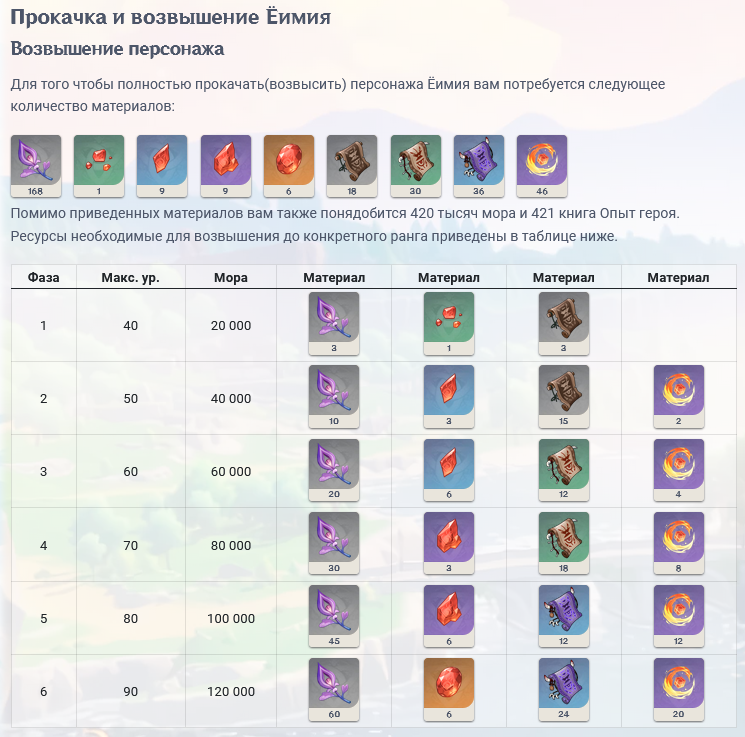 Прокачка и возвышение Ёимия
Возвышение персонажа
Для того чтобы полностью прокачать(возвысить) персонажа Ёимия вам потребуется следующее
количество материалов:
168 1 9 9 6 18 30 36 46
Помимо приведенных материалов вам также понядобится 420 тысяч мора и 421 книга Опыт героя.
Ресурсы необходимые для возвышения до конкретного ранга приведены в таблице ниже.
Фаза Макс. ур. Мора Материал Материал Материал Материал
1 40 20 000 3 1 3
2 50 40 000 10 3 15 2
3 60 60 000 20 6 12 4
4 70 80 000 30 3 18 8
5 80 100 000 45 6 12 12
6 90 120 000 60 6 24 20